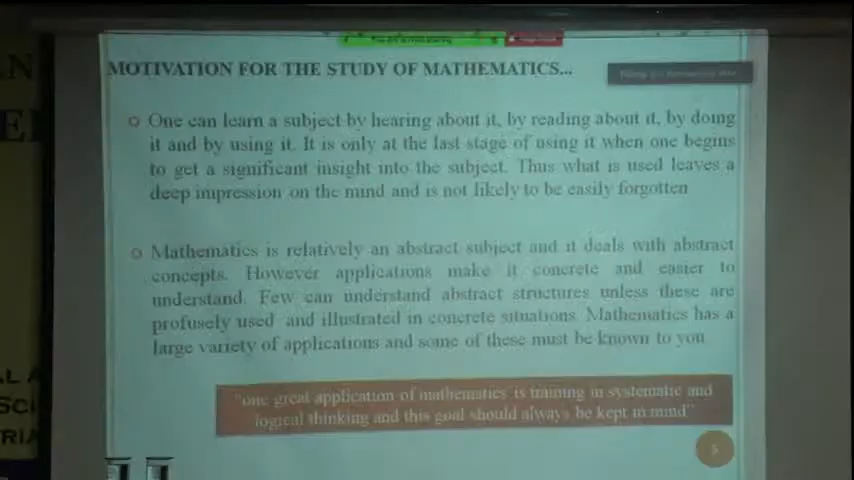 MOTIVATION FOR THE STUDY OF MATHEMATICS...
One can learn a subject by hearing about it, by reading about it, by doing
it and by using it. It is only at the last stage of using it when one begins
to get a significant insight into the subject. Thus what is used leaves a
deep impression on the mind and is not likely to be easily forgotten
Mathematics is relatively an abstract subject and it deals with abstract
concepts. However applications make it concrete and easier to
understand. Few can understand abstract structures unless these are
profusely used and illustrated in concrete situations. Mathematics has a
large variety of applications and some of these must be known to you
"one great application of mathematics is training in systematic and
logical thinking and this goal should always be kept in mind"
5